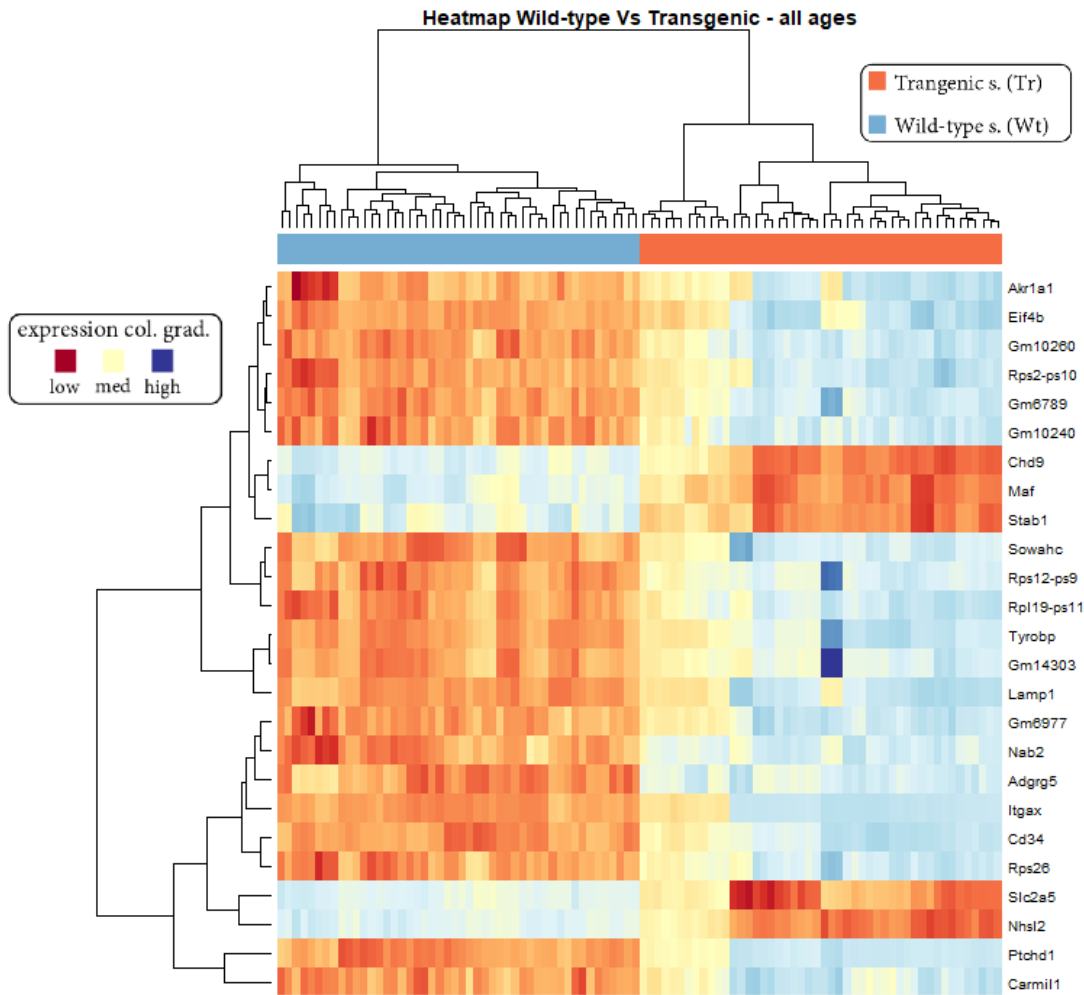 Heatmap Wild-type Vs Transgenic - all ages
Trangenic s. (Tr)
Wild-type s. (Wt)
expression col. grad.
low med high
Akr1a1
Eif4b
Gm10260
Rps2-ps10
Gm6789
Gm10240
Chd9
Maf
Stab1
Sowahc
Rps12-ps9
Rpl19-ps11
Tyrobp
Gm14303
Lamp1
Gm6977
Nab2
Adgrg5
Itgax
Cd34
Rps26
Slc2a5
Nhsl2
Ptchd1
Carmil1